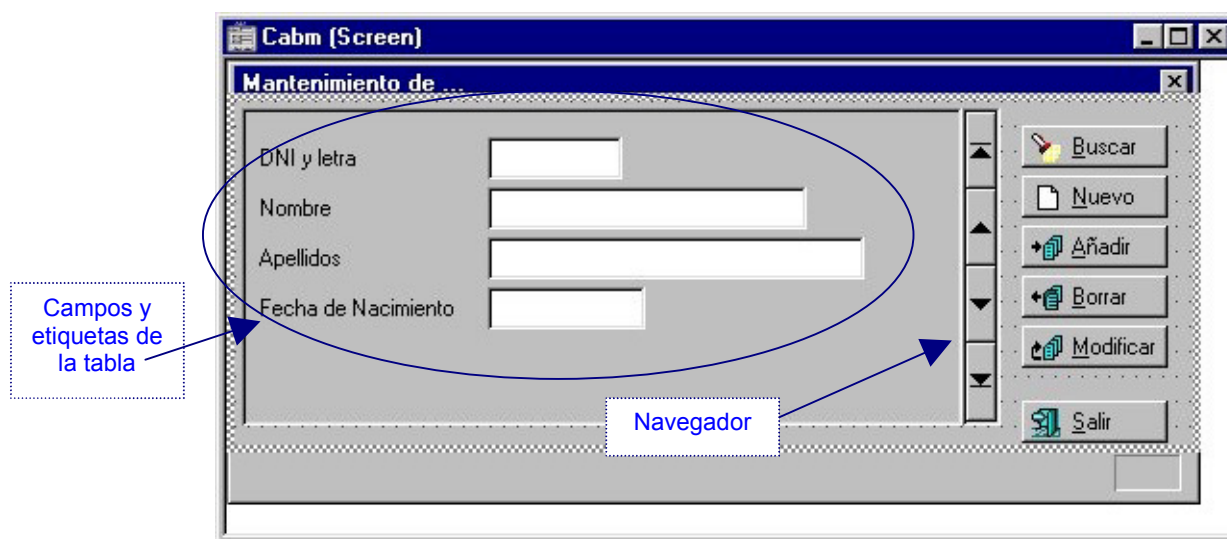 Cabm (Screen)
Mantenimiento de ...
DNI y letra
Nombre
Apellidos
Fecha de Nacimiento
Buscar
Nuevo
Añadir
Borrar
Modificar
Salir
Campos y
etiquetas de
la tabla
Navegador